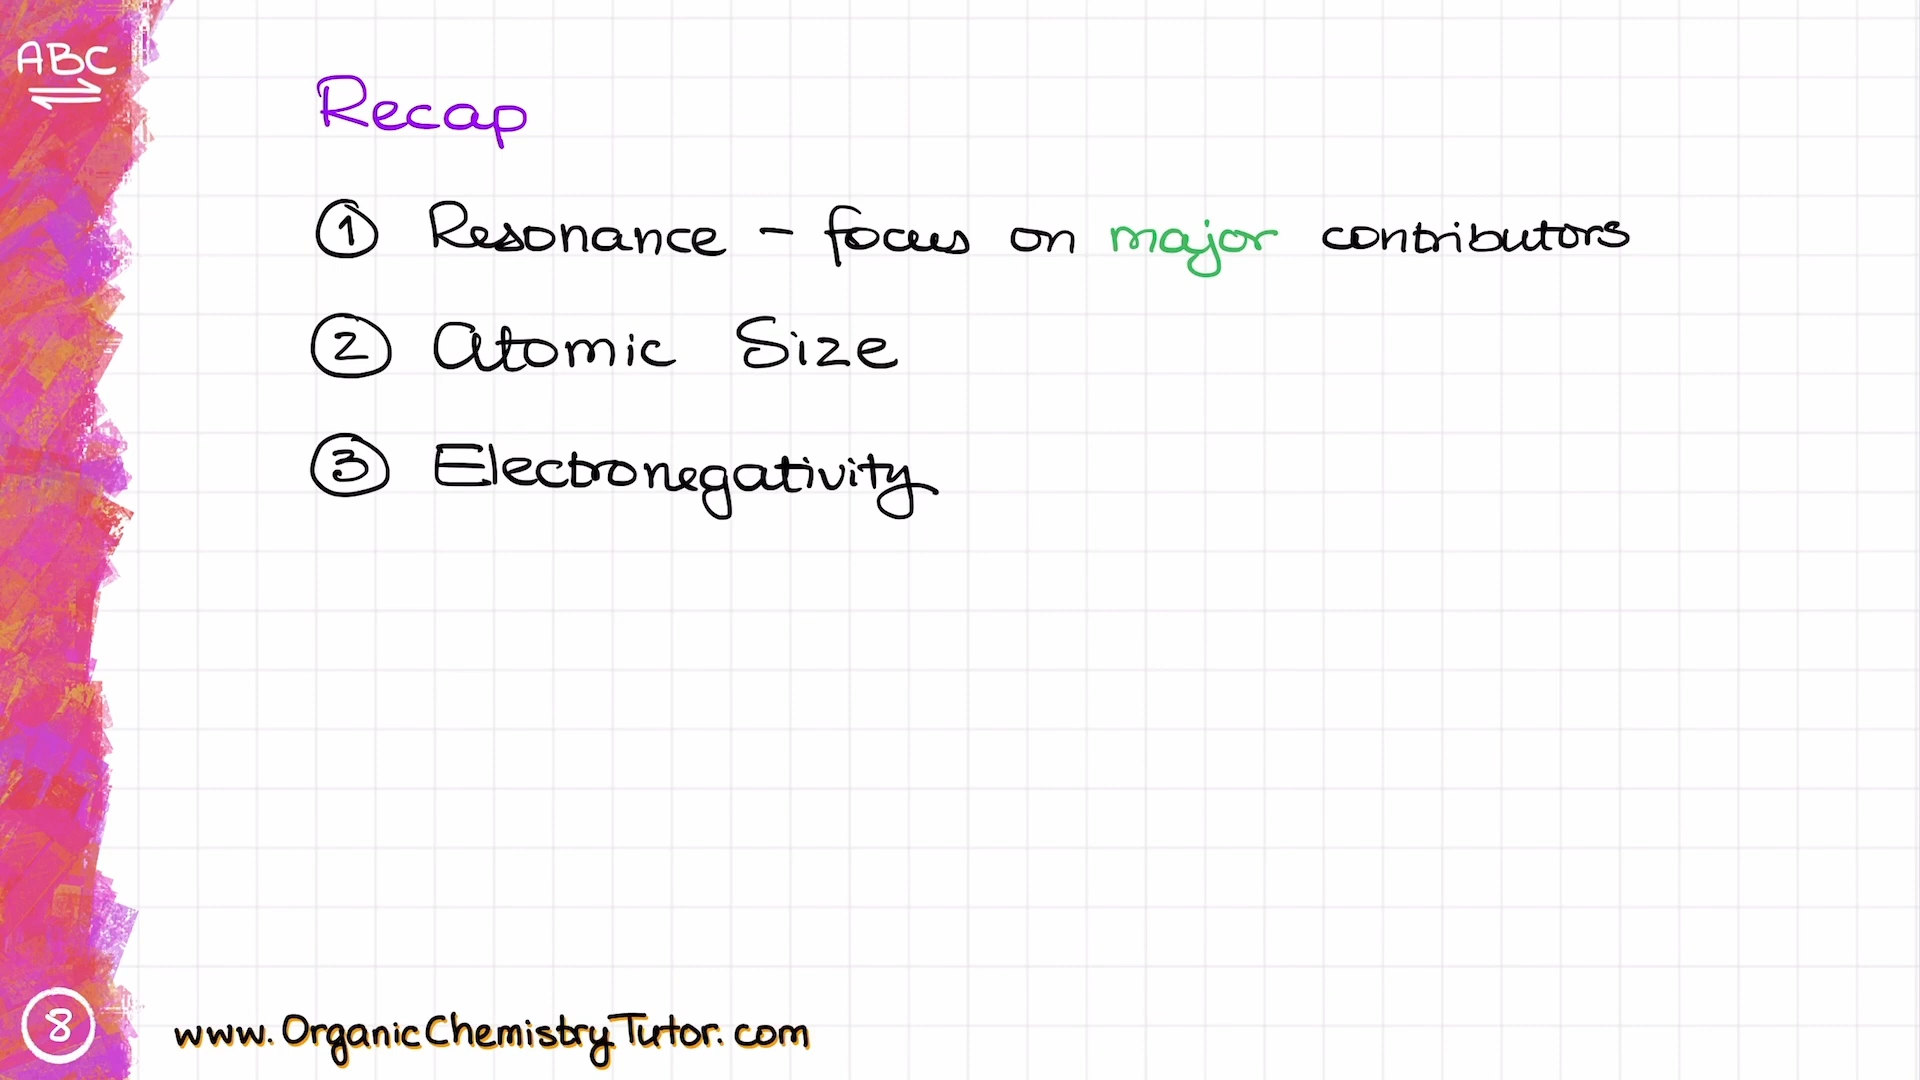 ABC
Recap
① Resonance - focus on major contributors
② Atomic Size
③ Electronegativity
8
www.OrganicChemistryTutor.com